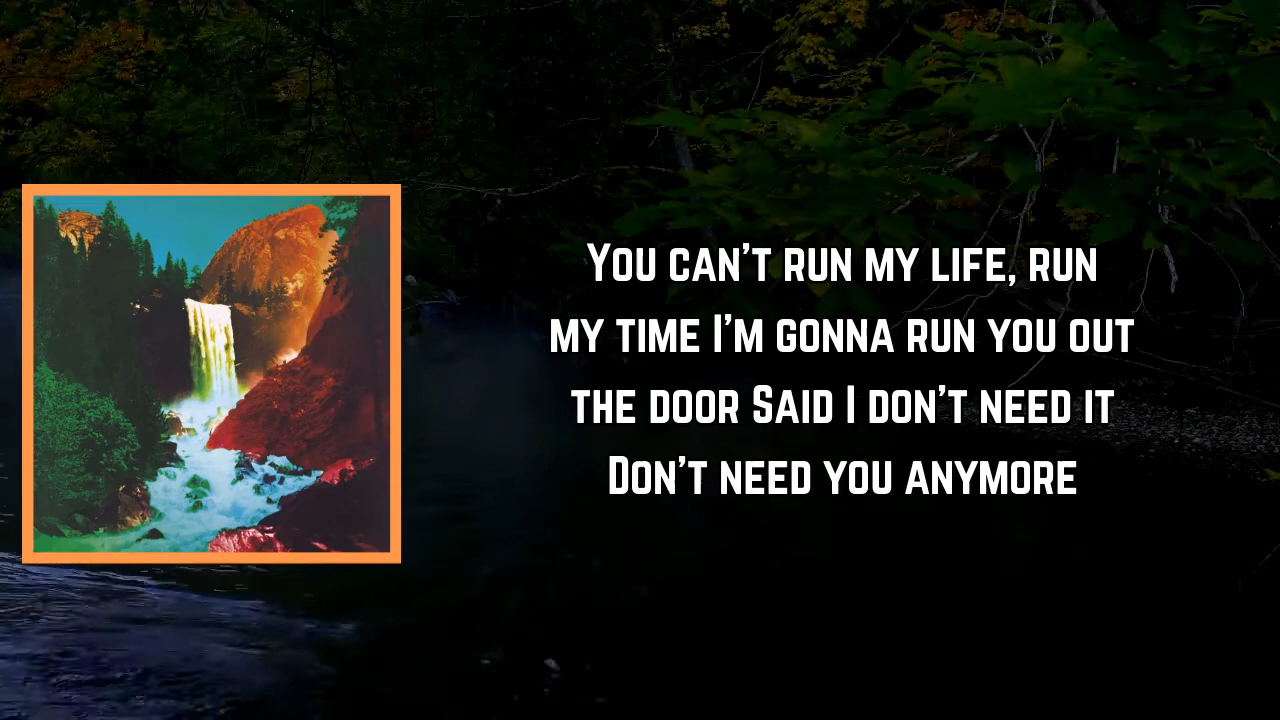 You can't run my life, run
my time I'm gonna run you out
the door Said I don't need it
Don't need you anymore